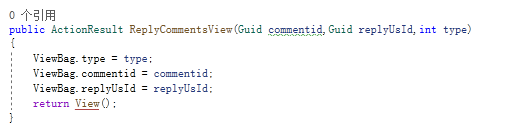 0 个引用
public ActionResult ReplyCommentsView(Guid commentid,Guid replyUsId,int type)
{
    ViewBag.type = type;
    ViewBag.commentid = commentid;
    ViewBag.replyUsId = replyUsId;
    return View();
}